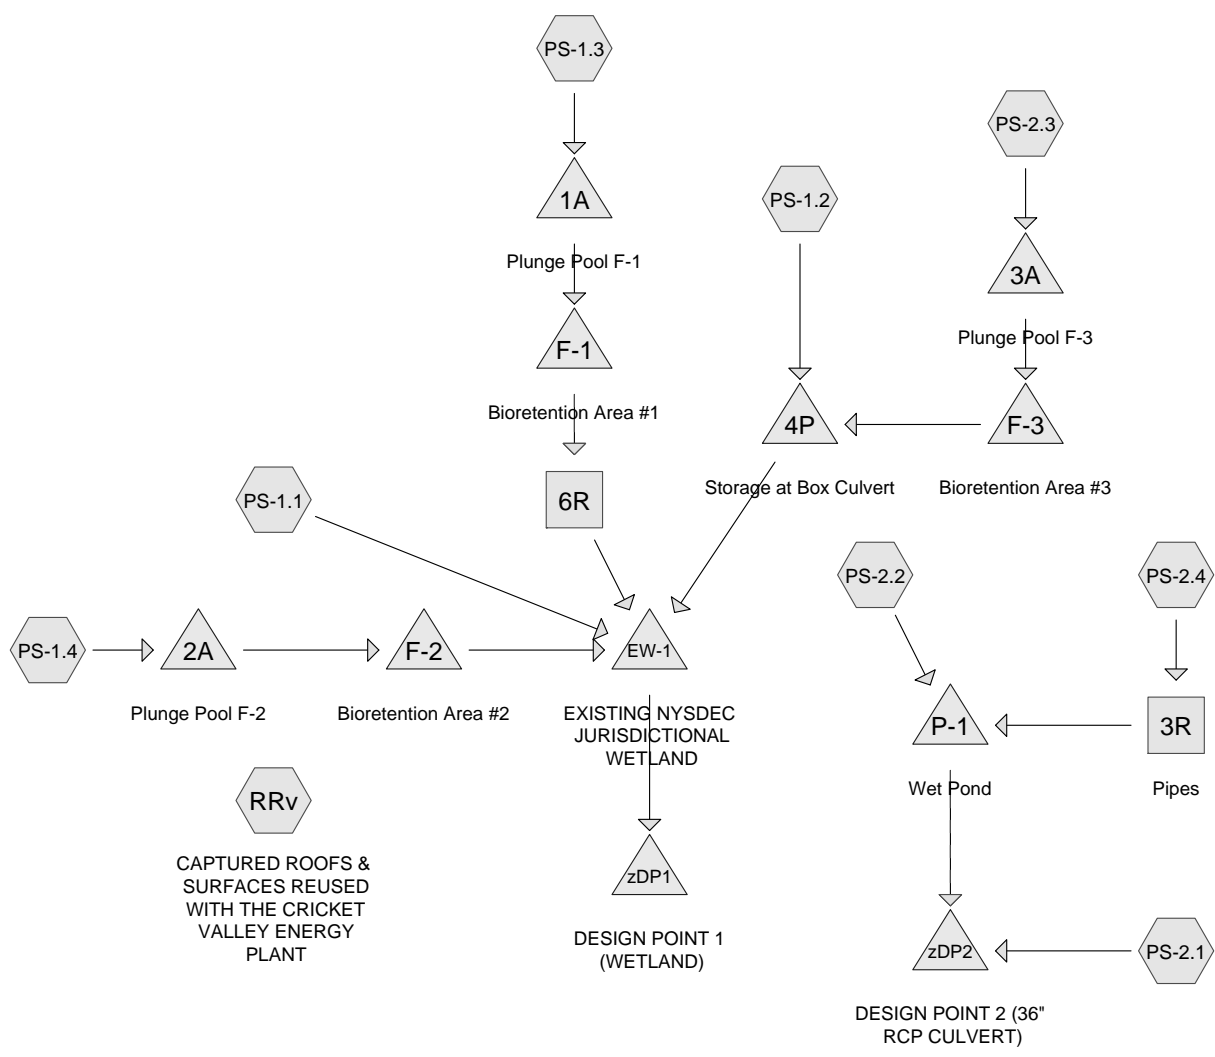 PS-1.3
PS-2.3
PS-1.2
1A
Plunge Pool F-1
3A
Plunge Pool F-3
F-1
Bioretention Area #1
4P
Storage at Box Culvert
F-3
Bioretention Area #3
PS-1.1
6R
PS-2.2
PS-2.4
PS-1.4
2A
Plunge Pool F-2
F-2
Bioretention Area #2
EW-1
EXISTING NYSDEC
JURISDICTIONAL
WETLAND
P-1
Wet Pond
3R
Pipes
RRv
CAPTURED ROOFS &
SURFACES REUSED
WITH THE CRICKET
VALLEY ENERGY
PLANT
zDP1
DESIGN POINT 1
(WETLAND)
zDP2
DESIGN POINT 2 (36"
RCP CULVERT)
PS-2.1